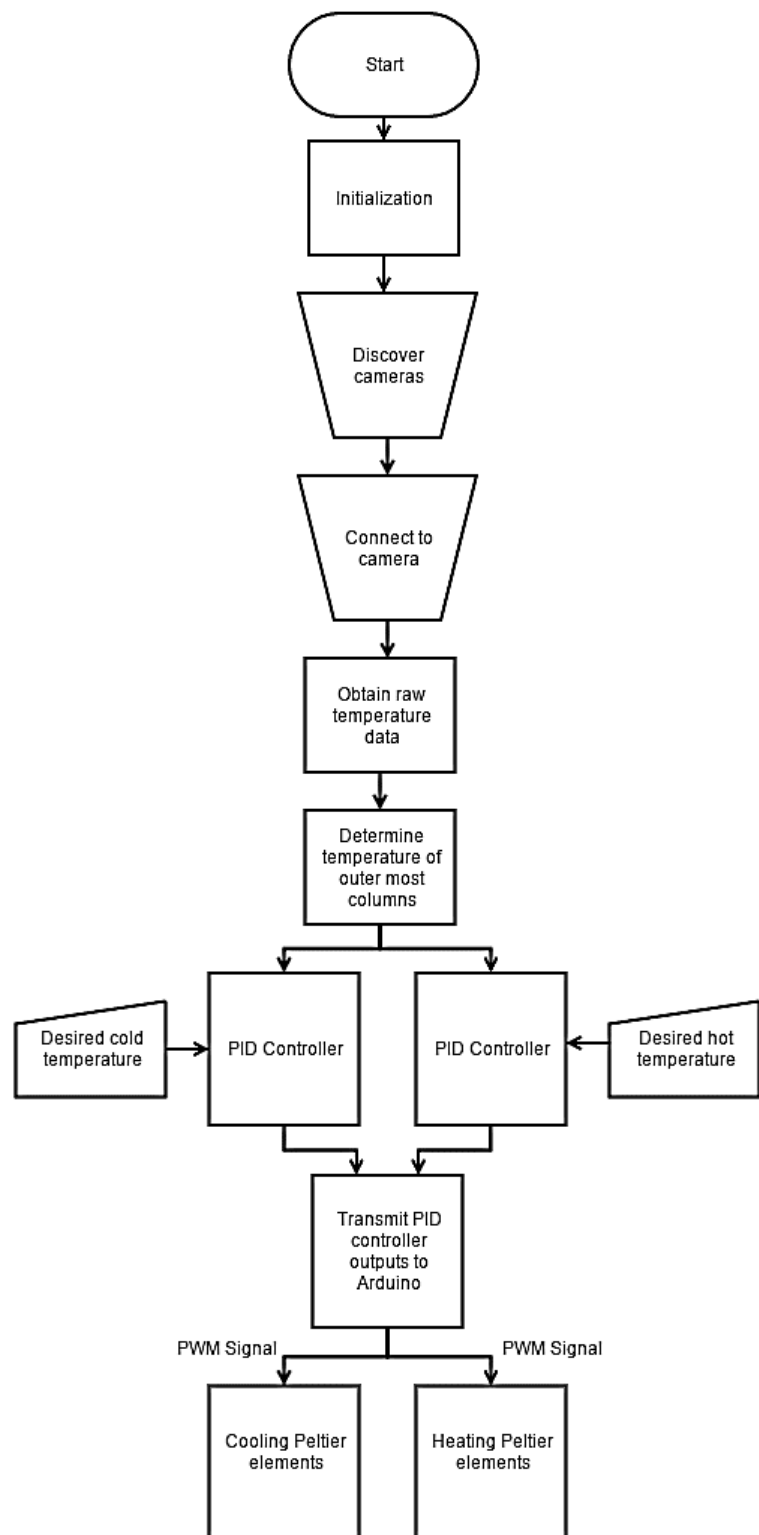 Start
Initialization
Discover
cameras
Connect to
camera
Obtain raw
temperature
data
Determine
temperature of
outer most
columns
Desired cold
temperature
PID Controller
PID Controller
Desired hot
temperature
Transmit PID
controller
outputs to
Arduino
PWM Signal
PWM Signal
Cooling Peltier
elements
Heating Peltier
elements